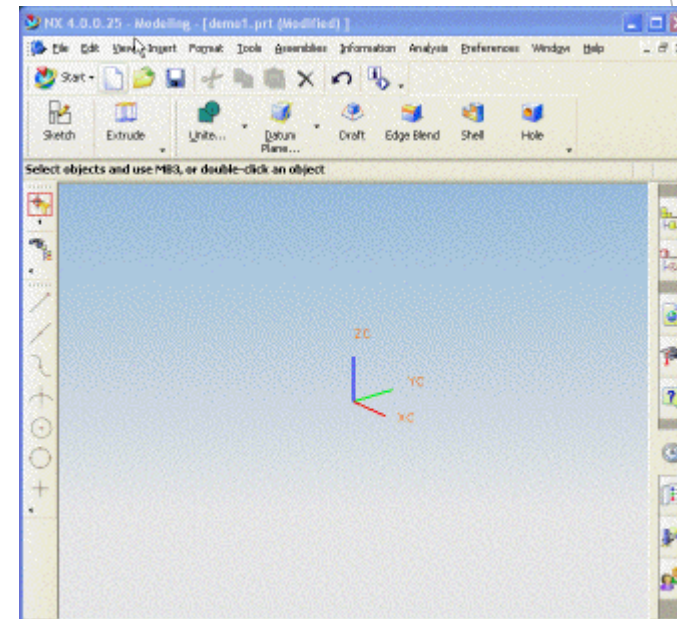 NX 4.0.0.25 - Modeling - [demo1.prt (Modified) ]
File Edit View Insert Format Tools Assemblies Information Analysis Preferences Window Help
Start
Sketch Extrude Unite... Datum Plane... Draft Edge Blend Shell Hole
Select objects and use MB3, or double-click an object
ZC
YC
XC